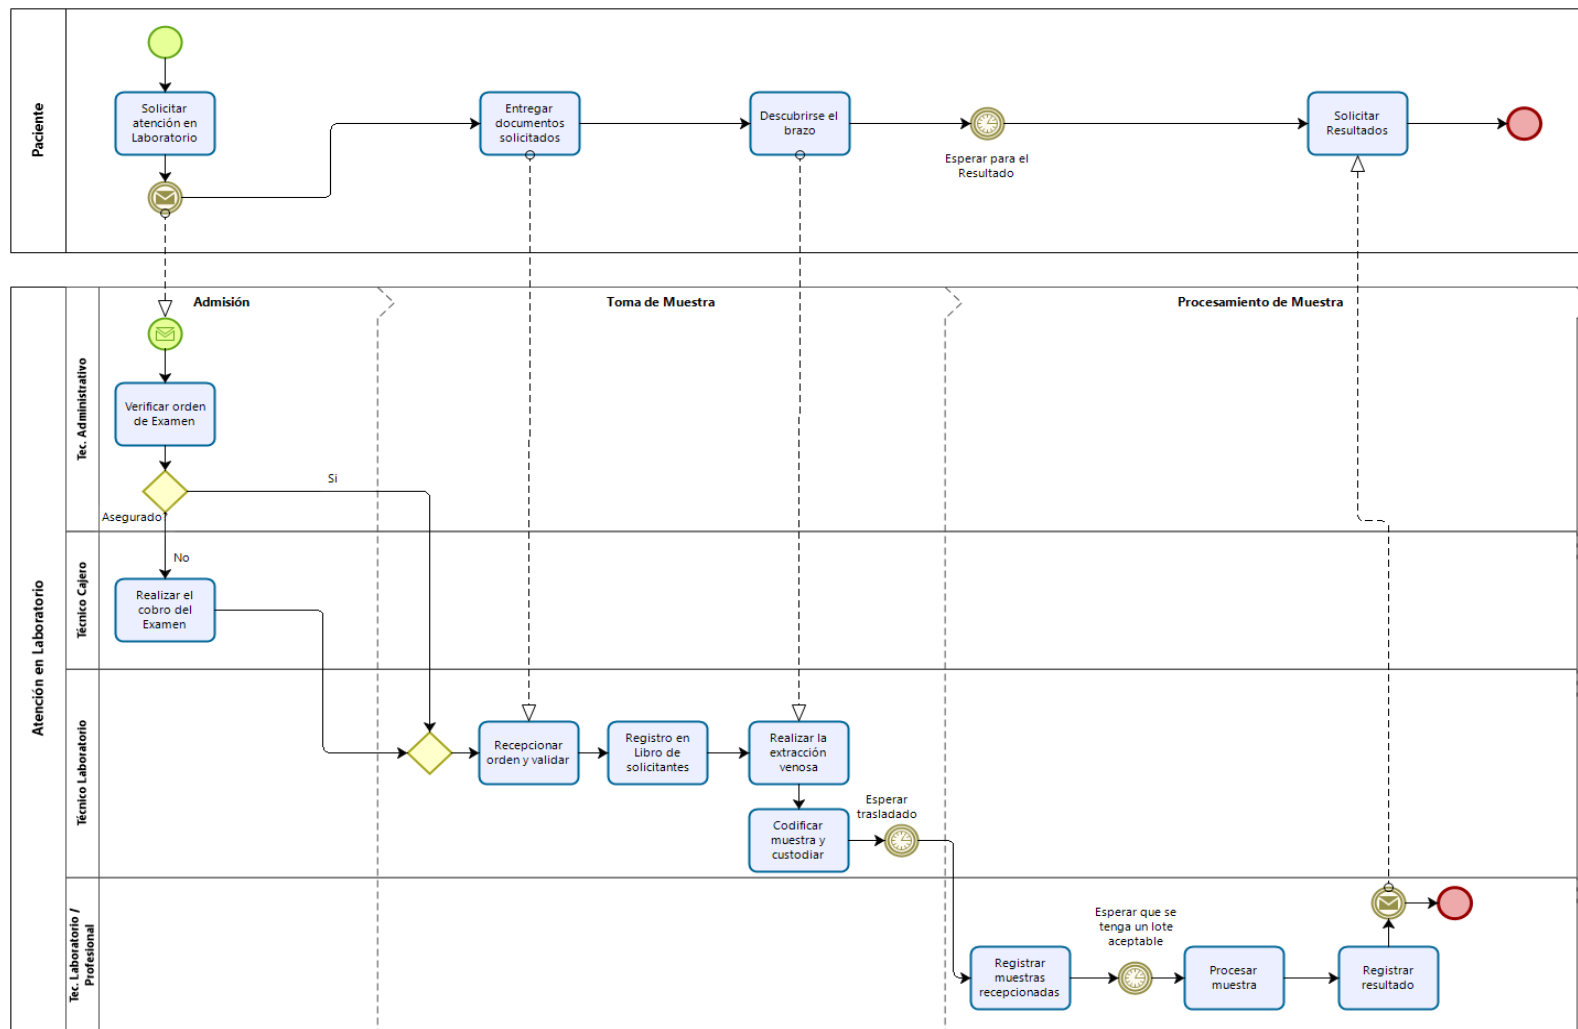 Paciente
Solicitar
atención en
Laboratorio
Entregar
documentos
solicitados
Descubrirse el
brazo
Esperar para el
Resultado
Solicitar
Resultados
Atención en Laboratorio
Admisión
Toma de Muestra
Procesamiento de Muestra
Tec. Administrativo
Verificar orden
de Examen
Si
Asegurado
No
Técnico Cajero
Realizar el
cobro del
Examen
Técnico Laboratorio
Recepcionar
orden y validar
Registro en
Libro de
solicitantes
Realizar la
extracción
venosa
Codificar
muestra y
custodiar
Esperar
trasladado
Tec. Laboratorio /
Profesional
Registrar
muestras
recepcionadas
Esperar que se
tenga un lote
aceptable
Procesar
muestra
Registrar
resultado